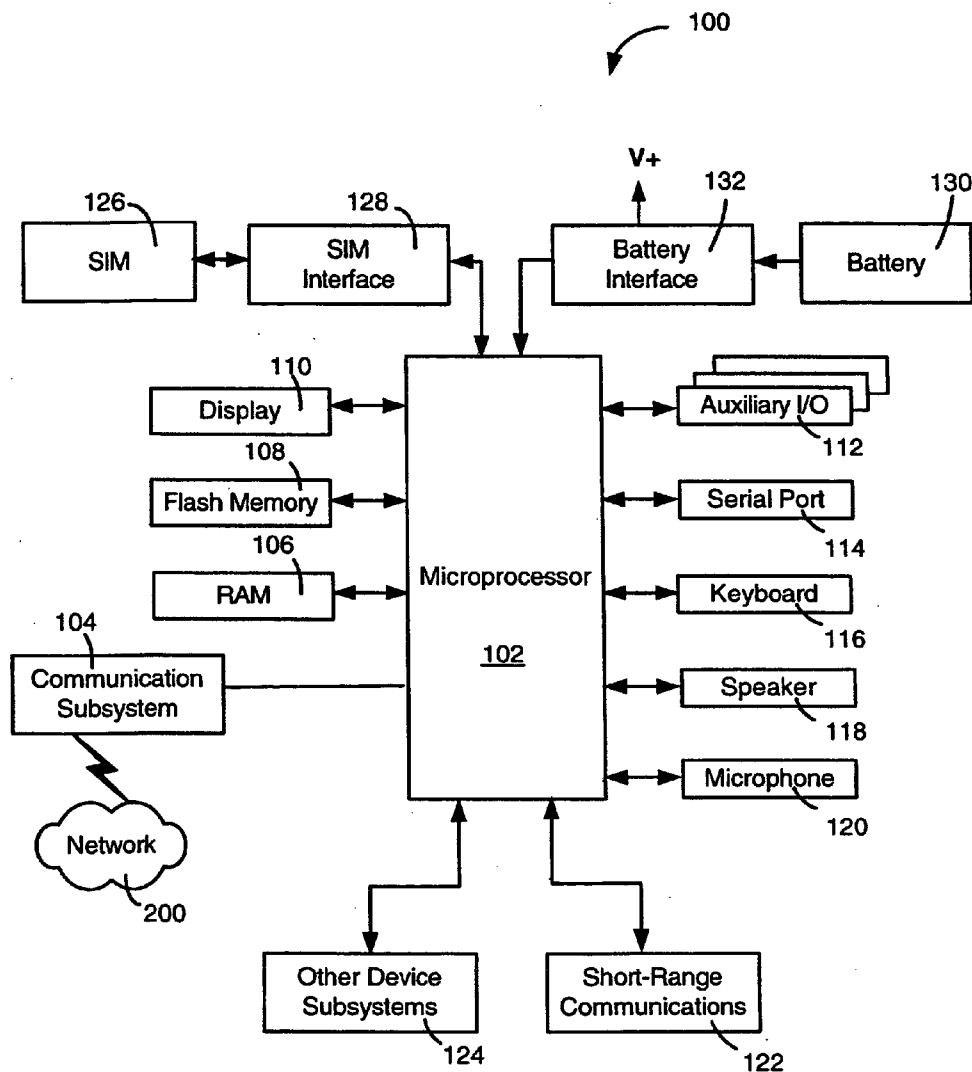 100
V+
126
128
132
130
SIM
SIM
Interface
Battery
Interface
Battery
110
Display
Auxiliary I/O
112
108
Flash Memory
Serial Port
114
106
RAM
Microprocessor
102
Keyboard
116
104
Communication
Subsystem
Speaker
118
Microphone
120
Network
200
Other Device
Subsystems
124
Short-Range
Communications
122